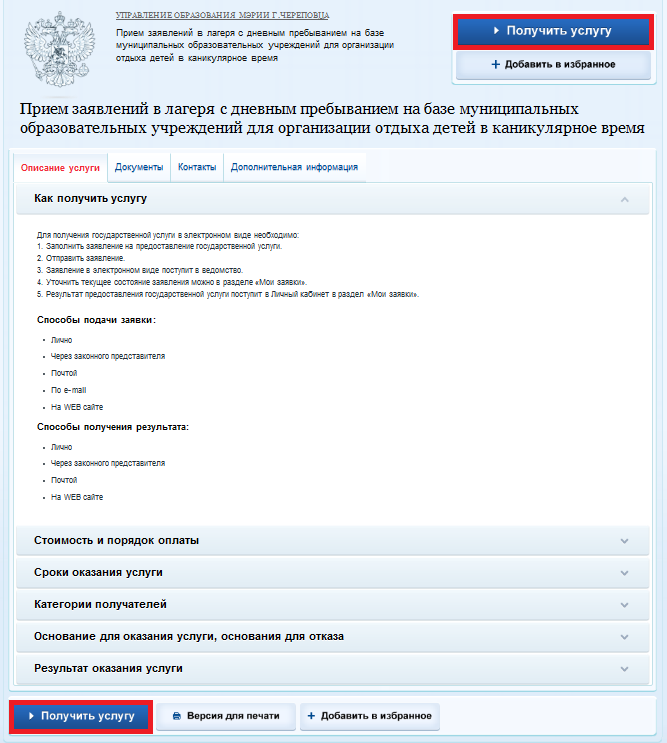 УПРАВЛЕНИЕ ОБРАЗОВАНИЯ МЭРИИ Г.ЧЕРЕПОВЦА
Прием заявлений в лагеря с дневным пребыванием на базе
муниципальных образовательных учреждений для организации
отдыха детей в каникулярное время
Получить услугу
+ Добавить в избранное
Прием заявлений в лагеря с дневным пребыванием на базе муниципальных
образовательных учреждений для организации отдыха детей в каникулярное время
Описание услуги Документы Контакты Дополнительная информация
Как получить услугу
Для получения государственной услуги в электронном виде необходимо:
1. Заполнить заявление на предоставление государственной услуги.
2. Отправить заявление.
3. Заявление в электронном виде поступит в ведомство.
4. Уточнить текущее состояние заявления можно в разделе «Мои заявки».
5. Результат предоставления государственной услуги поступит в Личный кабинет в раздел «Мои заявки».
Способы подачи заявки:
• Лично
• Через законного представителя
• Почтой
• По e-mail
• На WEB сайте
Способы получения результата:
• Лично
• Через законного представителя
• Почтой
• На WEB сайте
Стоимость и порядок оплаты
Сроки оказания услуги
Категории получателей
Основание для оказания услуги, основания для отказа
Результат оказания услуги
Получить услугу Версия для печати + Добавить в избранное